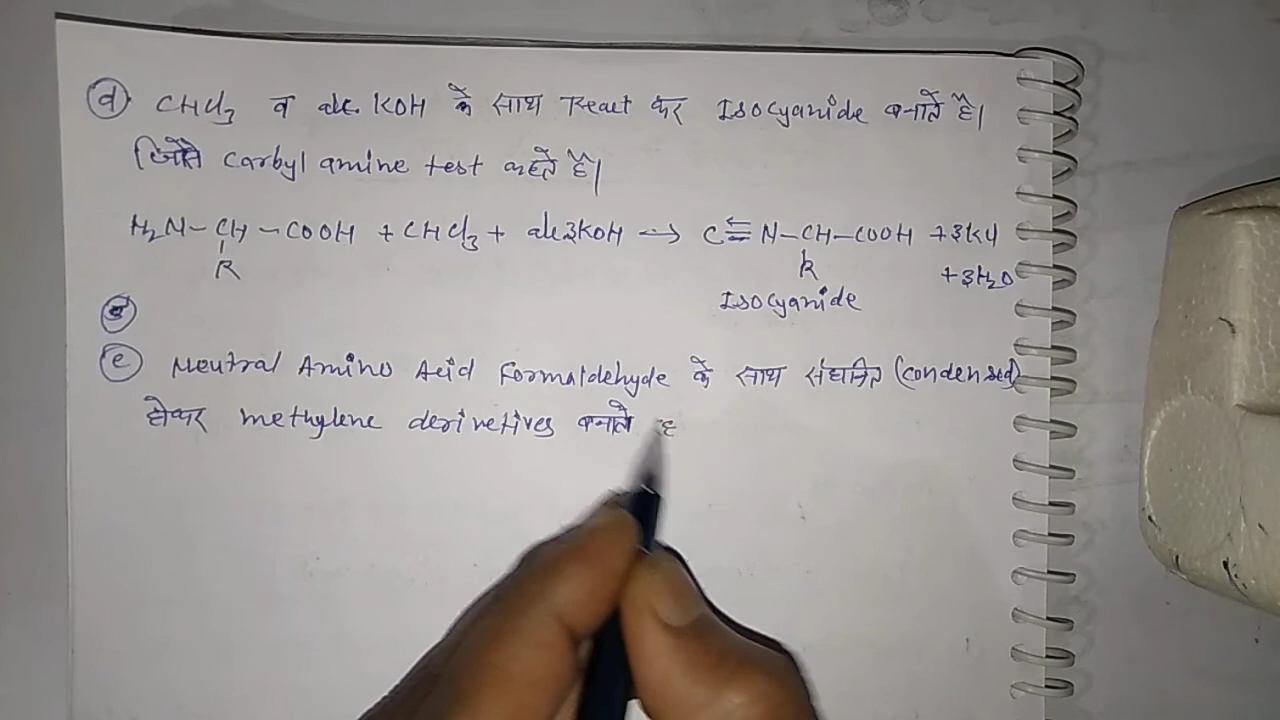 (d) CHCl3 व alc. KOH के साथ React कर Isocyanide बनाते हैं।
जिसे Carbyl amine test कहते हैं।
H2N-CH-COOH + CHCl3 + alc 3KOH → C≡N-CH-COOH + 3KCl
R R + 3H2O
Isocyanide
(e) Neutral Amino Acid Formaldehyde के साथ संघनित (condensed)
होकर methylene derivetives बनाते है